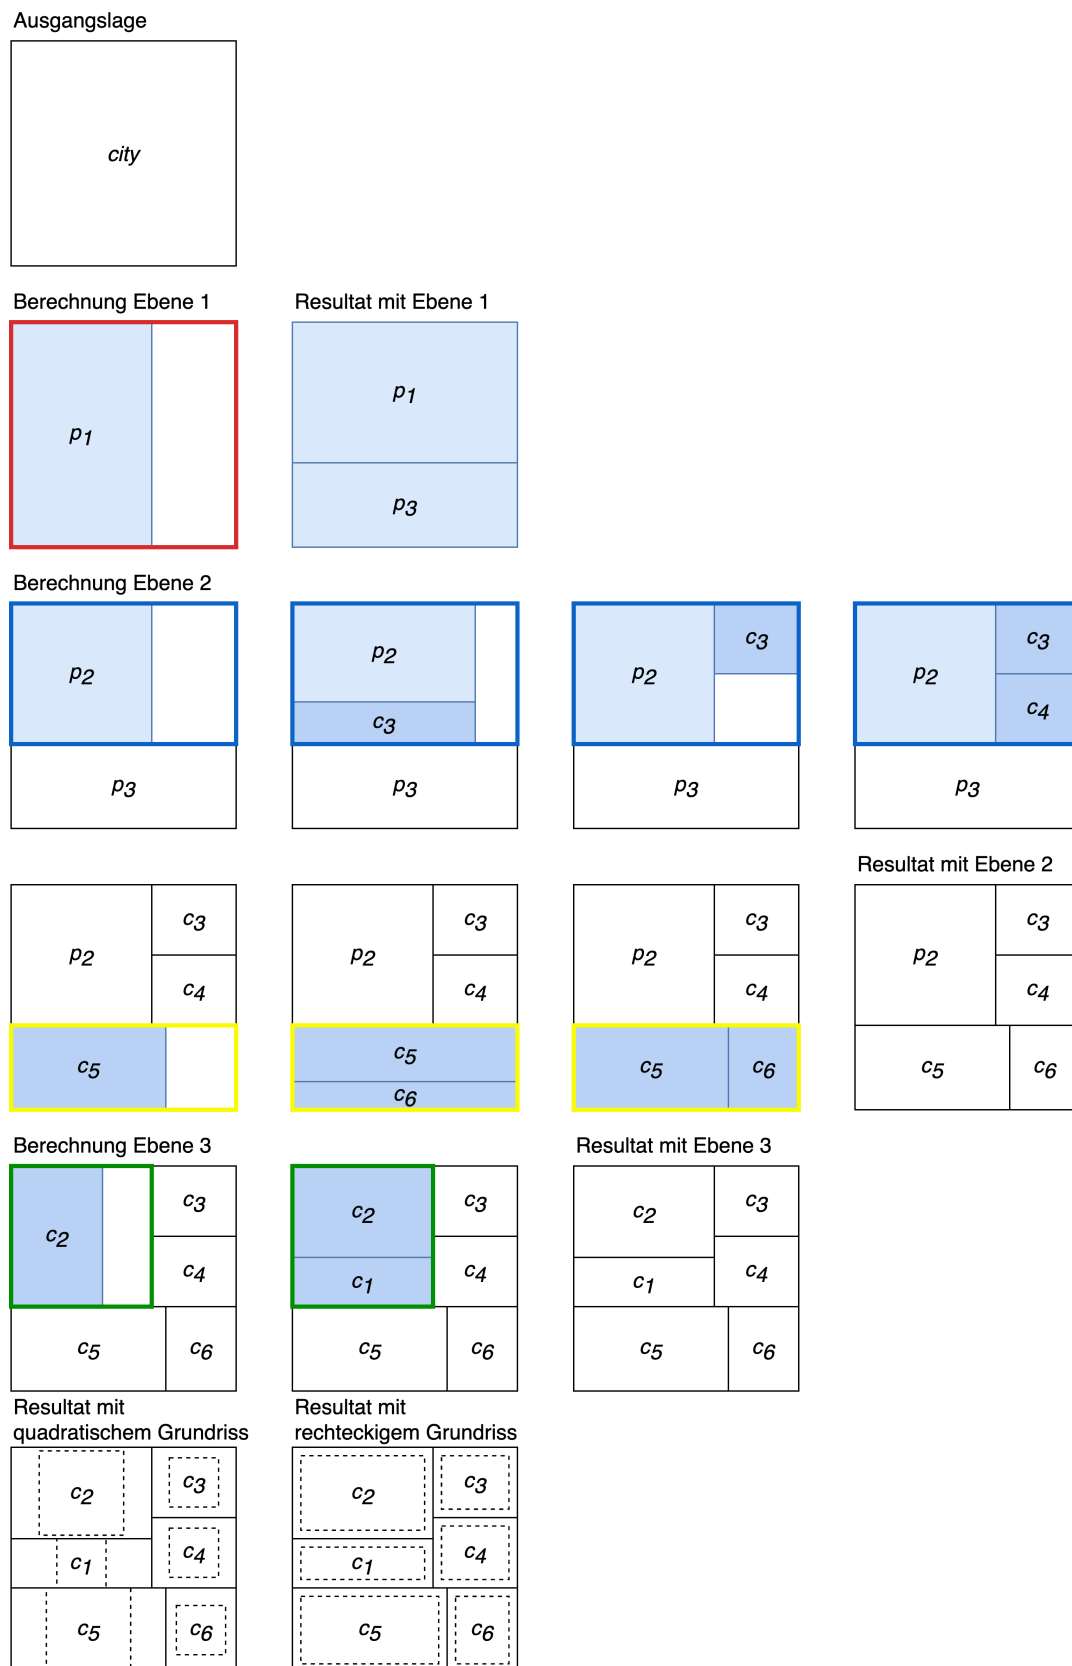 Ausgangslage
city
Berechnung Ebene 1
Resultat mit Ebene 1
p1
p1
p3
Berechnung Ebene 2
p2
p3
p2
c3
p3
p2
c3
p3
p2
c3
c4
p3
Resultat mit Ebene 2
p2
c3
c4
c5
p2
c3
c4
c5
c6
p2
c3
c4
c5
c6
p2
c3
c4
c5
c6
Berechnung Ebene 3
Resultat mit Ebene 3
c2
c3
c4
c5
c6
c2
c1
c3
c4
c5
c6
c2
c1
c3
c4
c5
c6
Resultat mit
quadratischem Grundriss
Resultat mit
rechteckigem Grundriss
c2
c3
c1
c4
c5
c6
c2
c3
c1
c4
c5
c6